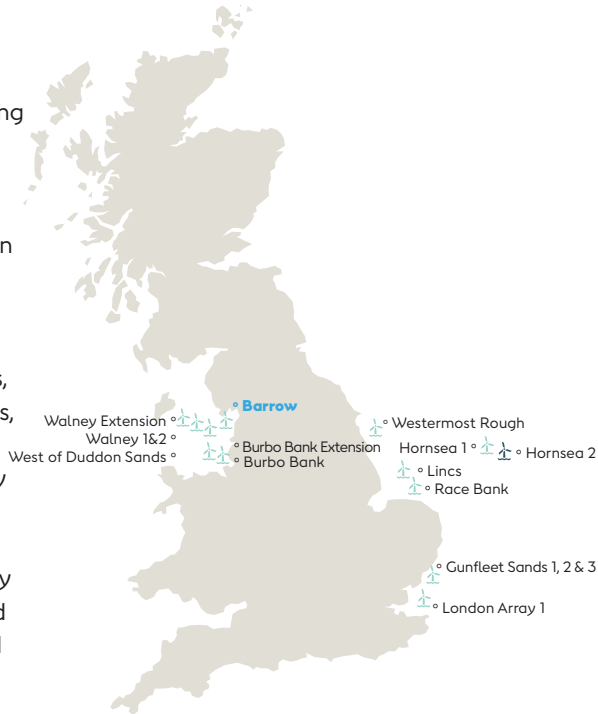 ng
n
s,
s,
y
y
d
l
Barrow
Walney Extension
Walney 1&2
West of Duddon Sands
Burbo Bank Extension
Burbo Bank
Westermost Rough
Hornsea 1
Hornsea 2
Lincs
Race Bank
Gunfleet Sands 1, 2 & 3
London Array 1